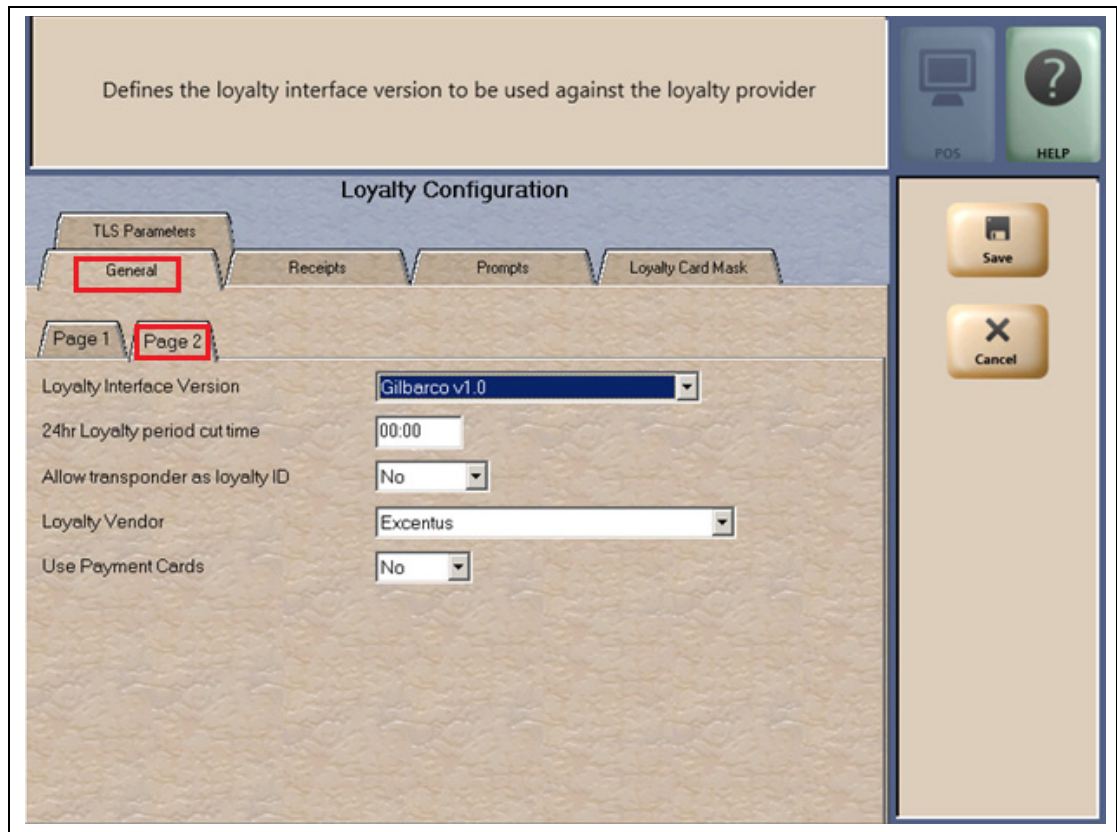 Defines the loyalty interface version to be used against the loyalty provider
POS
HELP
Loyalty Configuration
TLS Parameters
General
Receipts
Prompts
Loyalty Card Mask
Page 1
Page 2
Loyalty Interface Version
Gilbarco v1.0
24hr Loyalty period cut time
00:00
Allow transponder as loyalty ID
No
Loyalty Vendor
Excentus
Use Payment Cards
No
Save
Cancel